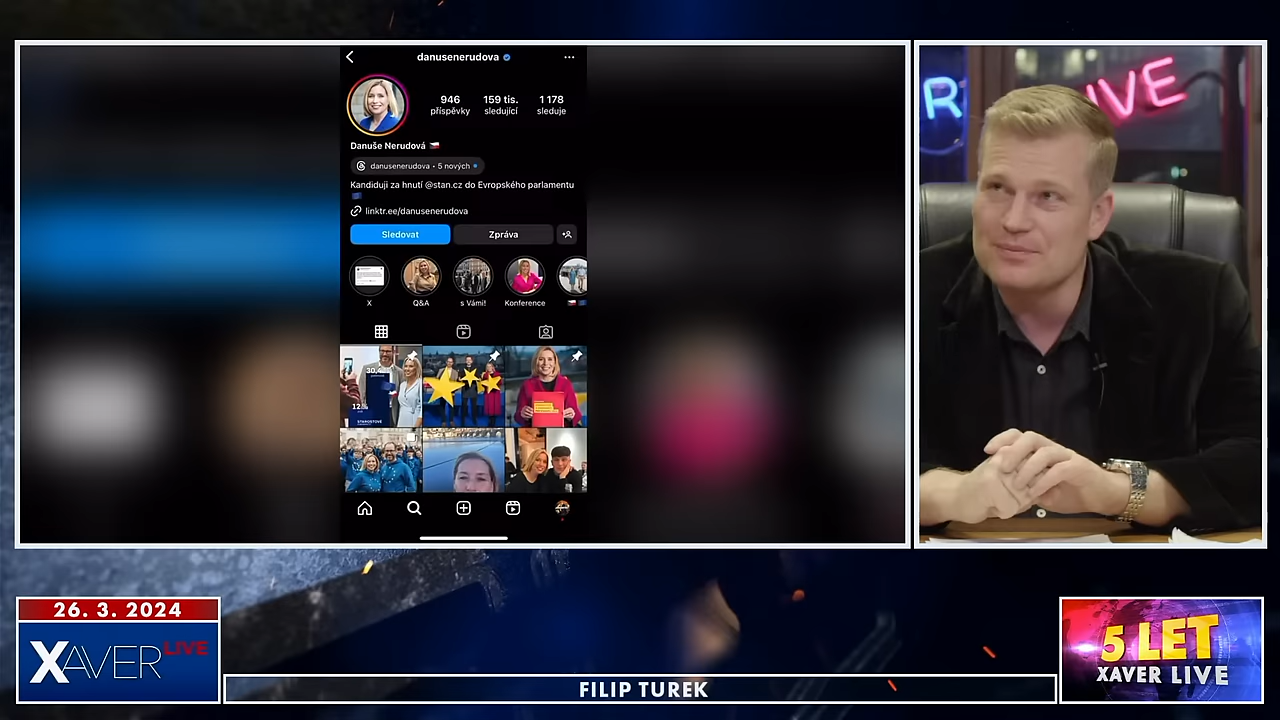 danusenerudova
946
příspěvky
159 tis.
sledující
1 178
sleduje
Danuše Nerudová
danusenerudova • 5 nových
Kandiduji za hnutí @stan.cz do Evropského parlamentu
linktr.ee/danusenerudova
Sledovat
Zpráva
X
Q&A
s Vámi!
Konference
R
IVE
26. 3. 2024
XAVER LIVE
FILIP TUREK
5 LET
XAVER LIVE